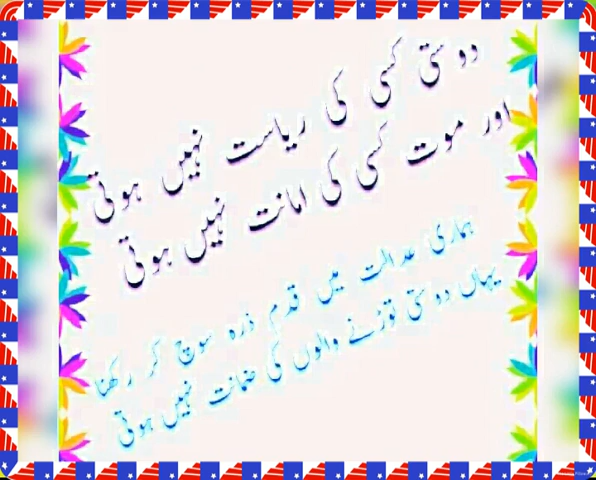 دوستی کسی کی ریاست نہیں ہوتی
اور موت کسی کی امانت نہیں ہوتی
ہماری عدالت میں قدم ذرہ سوچ کر رکھنا
یہاں دوستی توڑنے والوں کی ضمانت نہیں ہوتی